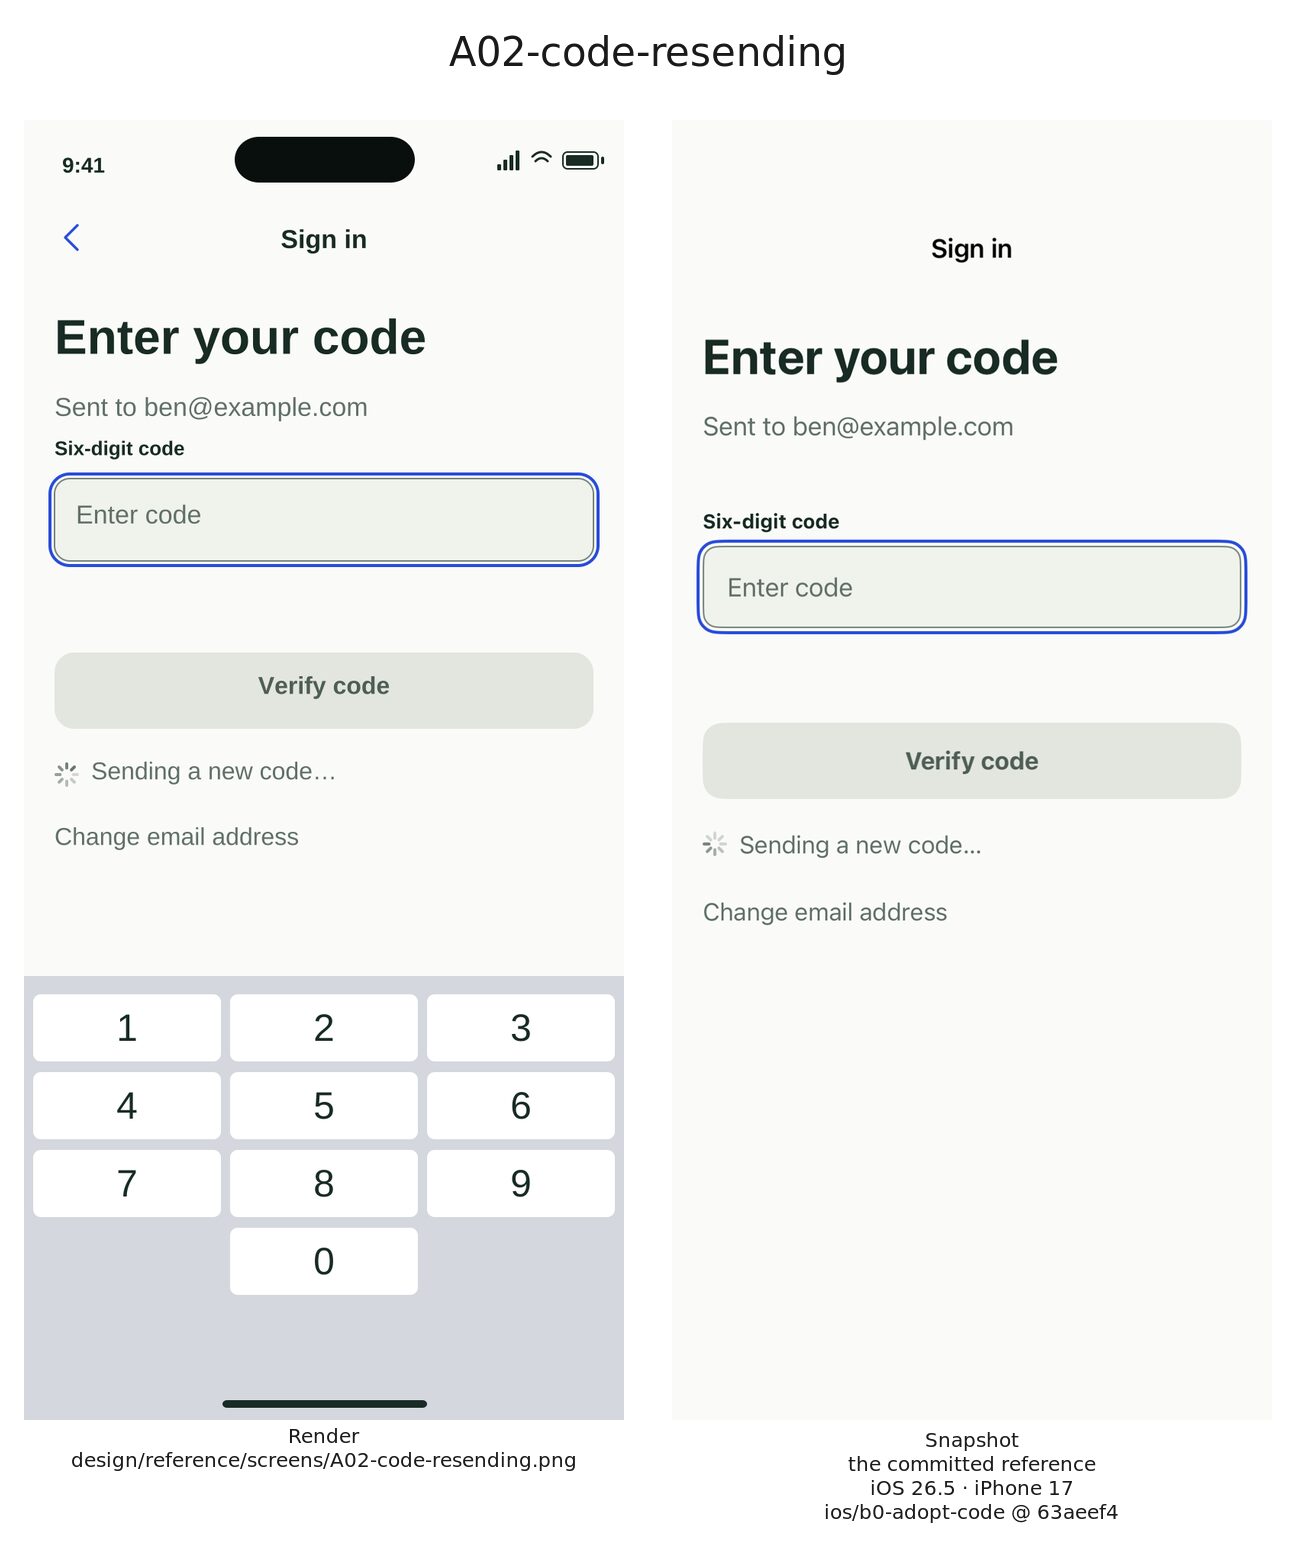 A02-code-resending
9:41
Sign in
Enter your code
Sent to ben@example.com
Six-digit code
Enter code
Verify code
Sending a new code…
Change email address
1 2 3
4 5 6
7 8 9
0
Render
design/reference/screens/A02-code-resending.png
Sign in
Enter your code
Sent to ben@example.com
Six-digit code
Enter code
Verify code
Sending a new code...
Change email address
Snapshot
the committed reference
iOS 26.5 · iPhone 17
ios/b0-adopt-code @ 63aeef4